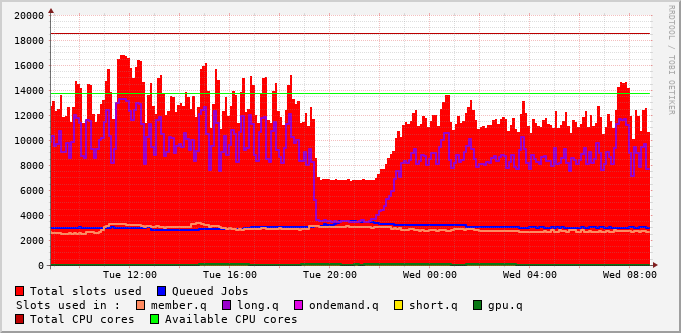 20000
18000
16000
14000
12000
10000
8000
6000
4000
2000
0
Tue 12:00 Tue 16:00 Tue 20:00 Wed 00:00 Wed 04:00 Wed 08:00
RRDTOOL / TOBI OETIKER
Total slots used Queued Jobs
Slots used in : member.q long.q ondemand.q short.q gpu.q
Total CPU cores Available CPU cores